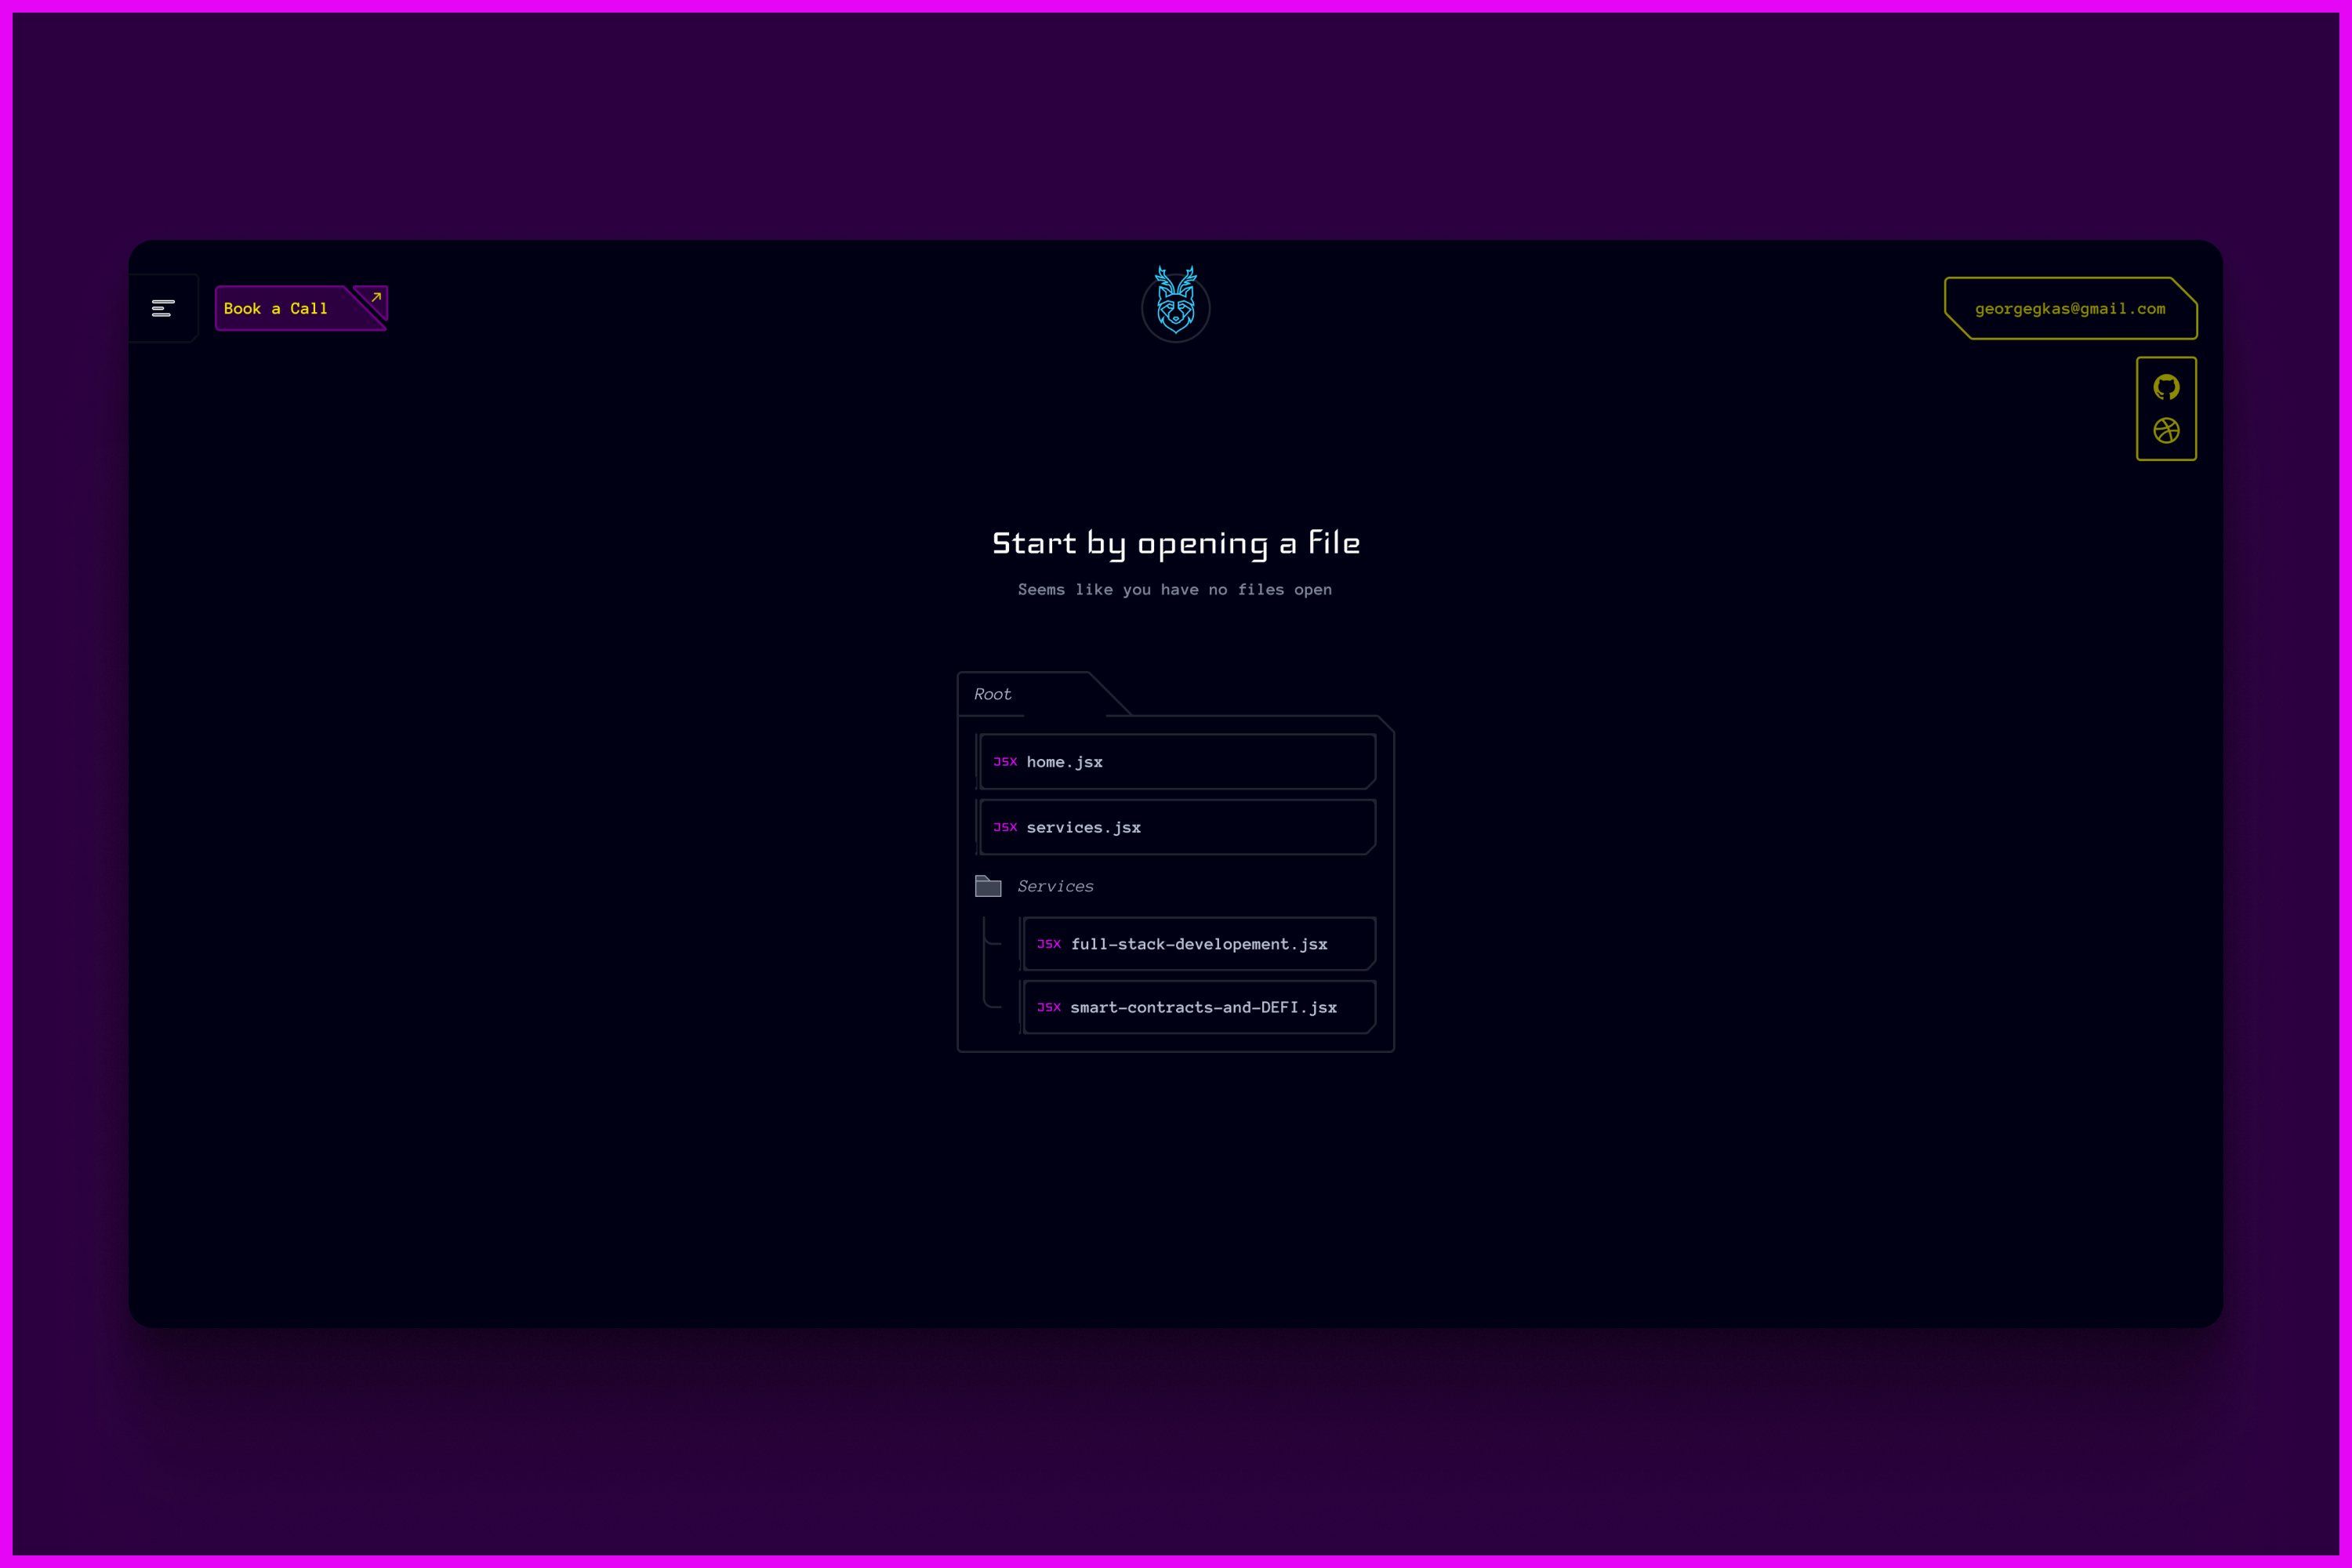 Book a Call
georgegkas@gmail.com
Start by opening a file
Seems like you have no files open
Root
JSX home.jsx
JSX services.jsx
Services
JSX full-stack-developement.jsx
JSX smart-contracts-and-DEFI.jsx